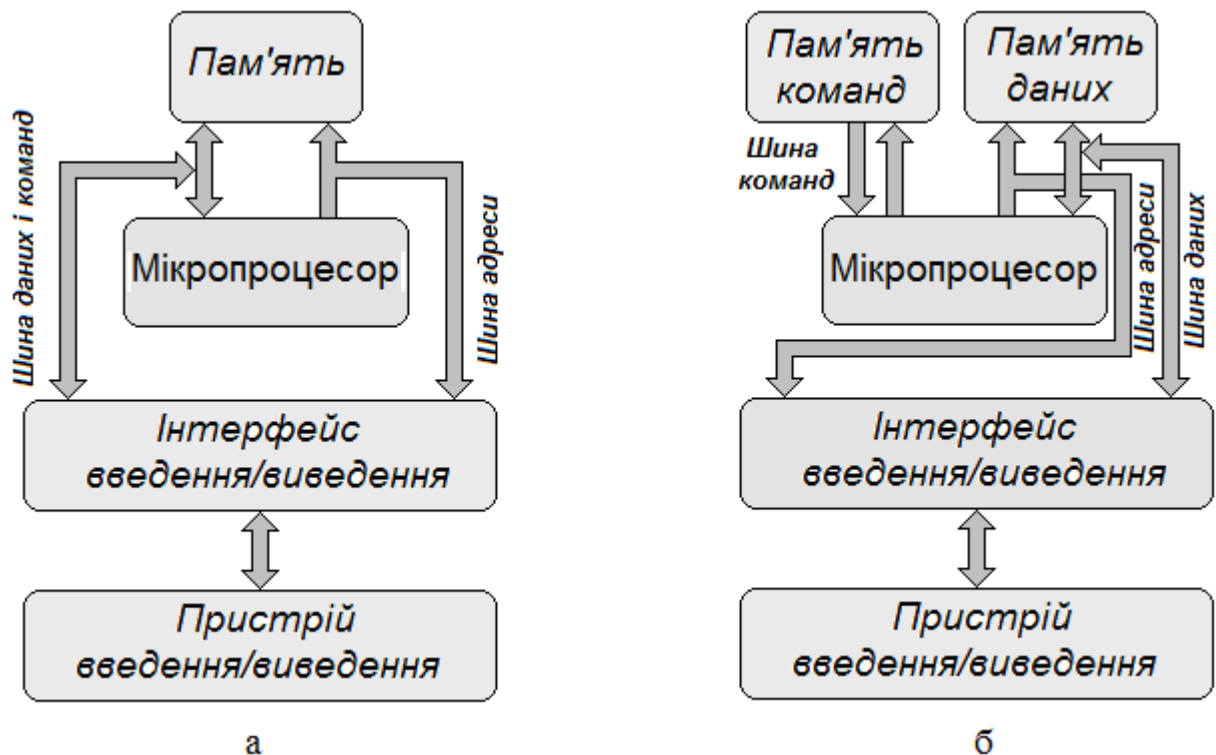 Пам'ять
Шина даних і команд
Шина адреси
Мікропроцесор
Інтерфейс
введення/виведення
Пристрій
введення/виведення
а
Пам'ять
команд
Пам'ять
даних
Шина
команд
Мікропроцесор
Шина адреси
Шина даних
Інтерфейс
введення/виведення
Пристрій
введення/виведення
б